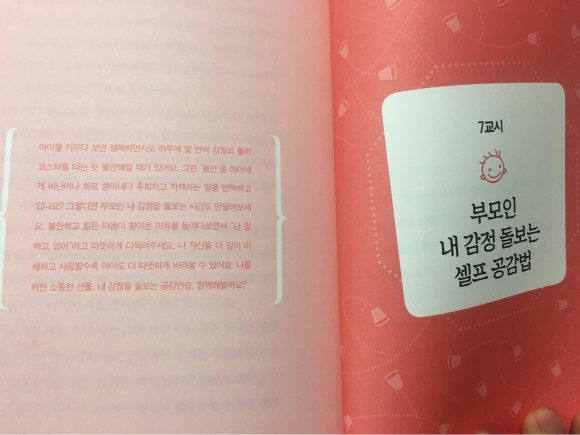 아이를 키우다 보면 행복하면서도 하루에 몇 번씩 감정의 롤러
코스터를 타는 듯 불안해질 때가 있어요. 그런 '불안'을 아이에
게 비난이나 화로 쏟아내다 후회하고 자책하는 일을 반복하고
있나요? 그렇다면 부모인 내 감정을 돌보는 시간도 만들어보세
요. 불안하고 힘든 마음이 찾아온 이유를 들여다보면서 "난 잘
하고 있어"라고 따뜻하게 다독여주세요. 나 자신을 더 깊이 이
해하고 사랑할수록 아이도 더 따뜻하게 바라볼 수 있어요. 나를
위한 소중한 선물, 내 감정을 돌보는 공감연습, 함께해볼까요?
7교시
부모인
내 감정 돌보는
셀프 공감법